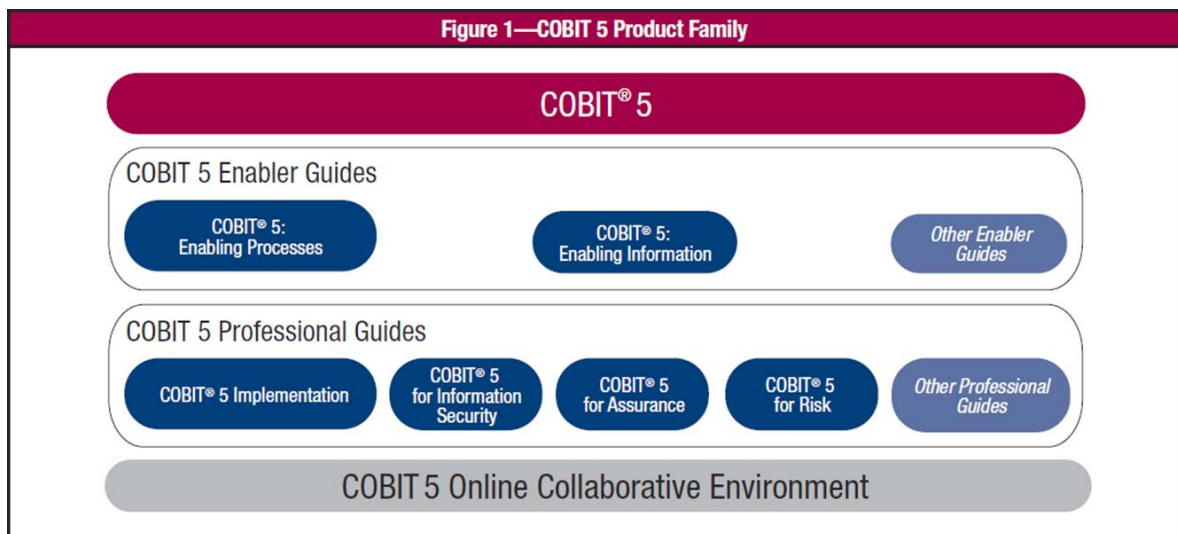 Figure 1—COBIT 5 Product Family
COBIT® 5
COBIT 5 Enabler Guides
COBIT® 5:
Enabling Processes
COBIT® 5:
Enabling Information
Other Enabler
Guides
COBIT 5 Professional Guides
COBIT® 5 Implementation
COBIT® 5
for Information
Security
COBIT® 5
for Assurance
COBIT® 5
for Risk
Other Professional
Guides
COBIT 5 Online Collaborative Environment